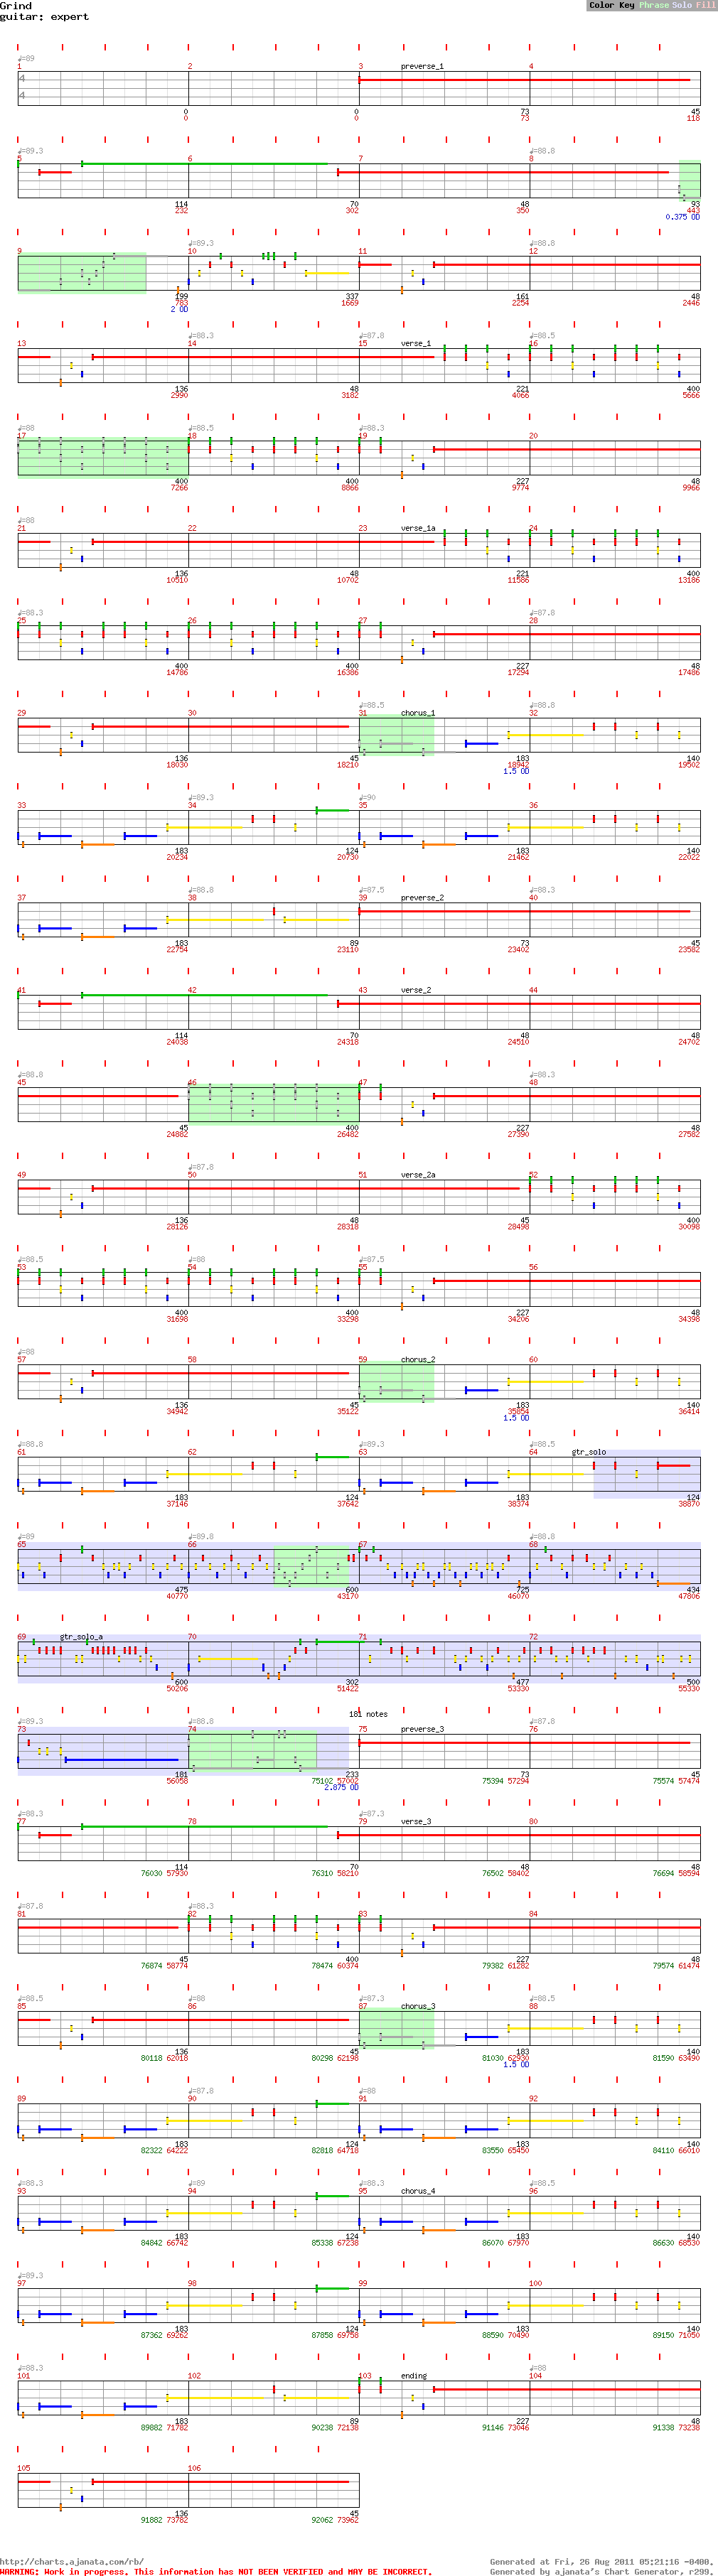 Grind
Color Key Phrase Solo Fill
guitar: expert
♩=89
1 2 3 preverse_1 4
4
4
0 0 73 45
0 0 73 118
♩=89.3 ♩=88.8
5 6 7 8
114 70 48 93
232 302 350 443
0.375 OD
♩=89.3 ♩=88.8
9 10 11 12
199 337 161 48
783 1669 2254 2446
2 OD
♩=88.3 ♩=87.8 ♩=88.5
13 14 15 verse_1 16
136 48 221 400
2990 3182 4066 5666
♩=88 ♩=88.5 ♩=88.3
17 18 19 20
400 400 227 48
7266 8866 9774 9966
♩=88
21 22 23 verse_1a 24
136 48 221 400
10510 10702 11586 13186
♩=88.3 ♩=87.8
25 26 27 28
400 400 227 48
14786 16386 17294 17486
♩=88.5 ♩=88.8
29 30 31 chorus_1 32
136 45 183 140
18030 18210 18942 19502
1.5 OD
♩=89.3 ♩=90
33 34 35 36
183 124 183 140
20234 20730 21462 22022
♩=88.8 ♩=87.5 ♩=88.3
37 38 39 preverse_2 40
183 89 73 45
22754 23110 23402 23582
41 42 43 verse_2 44
114 70 48 48
24038 24318 24510 24702
♩=88.8 ♩=88.3
45 46 47 48
45 400 227 48
24882 26482 27390 27582
♩=87.8
49 50 51 verse_2a 52
136 48 45 400
28126 28318 28498 30098
♩=88.5 ♩=88 ♩=87.5
53 54 55 56
400 400 227 48
31698 33298 34206 34398
♩=88
57 58 59 chorus_2 60
136 45 183 140
34942 35122 35854 36414
1.5 OD
♩=88.8 ♩=89.3 ♩=88.5
61 62 63 64 gtr_solo
183 124 183 124
37146 37642 38374 38870
♩=89 ♩=89.8 ♩=88.8
65 66 67 68
475 600 725 434
40770 43170 46070 47806
69 gtr_solo_a 70 71 72
600 302 477 500
50206 51422 53330 55330
181 notes
♩=89.3 ♩=88.8 ♩=87.8
73 74 75 preverse_3 76
181 233 73 45
56058 75102 57002 75394 57294 75574 57474
2.875 OD
♩=88.3 ♩=87.3
77 78 79 verse_3 80
114 70 48 48
76030 57930 76310 58210 76502 58402 76694 58594
♩=87.8 ♩=88.3
81 82 83 84
45 400 227 48
76874 58774 78474 60374 79382 61282 79574 61474
♩=88.5 ♩=88 ♩=87.3 ♩=88.5
85 86 87 chorus_3 88
136 45 183 140
80118 62018 80298 62198 81030 62930 81590 63490
1.5 OD
♩=87.8 ♩=88
89 90 91 92
183 124 183 140
82322 64222 82818 64718 83550 65450 84110 66010
♩=88.3 ♩=89 ♩=88.3 ♩=88.5
93 94 95 chorus_4 96
183 124 183 140
84842 66742 85338 67238 86070 67970 86630 68530
♩=89.3
97 98 99 100
183 124 183 140
87362 69262 87858 69758 88590 70490 89150 71050
♩=88.3 ♩=88
101 102 103 ending 104
183 89 227 48
89882 71782 90238 72138 91146 73046 91338 73238
105 106
136 45
91882 73782 92062 73962
http://charts.ajanata.com/rb/ Generated at Fri, 26 Aug 2011 05:21:16 -0400.
WARNING: Work in progress. This information has NOT BEEN VERIFIED and MAY BE INCORRECT. Generated by ajanata's Chart Generator, r299.